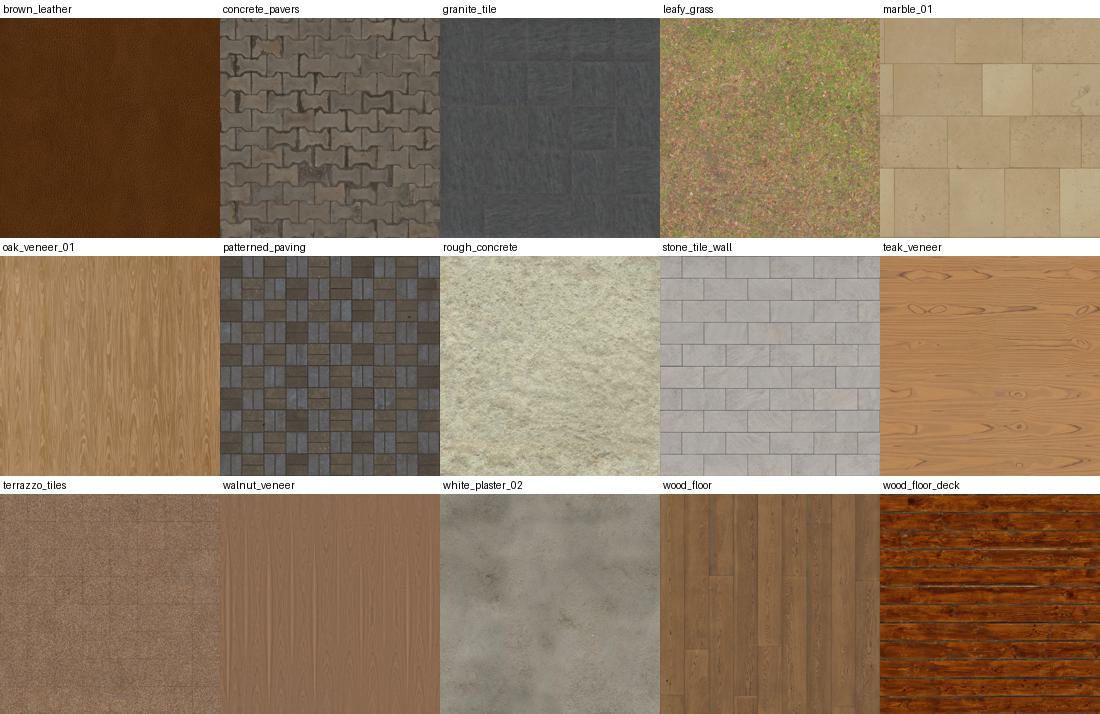 brown_leather
concrete_pavers
granite_tile
leafy_grass
marble_01
oak_veneer_01
patterned_paving
rough_concrete
stone_tile_wall
teak_veneer
terrazzo_tiles
walnut_veneer
white_plaster_02
wood_floor
wood_floor_deck